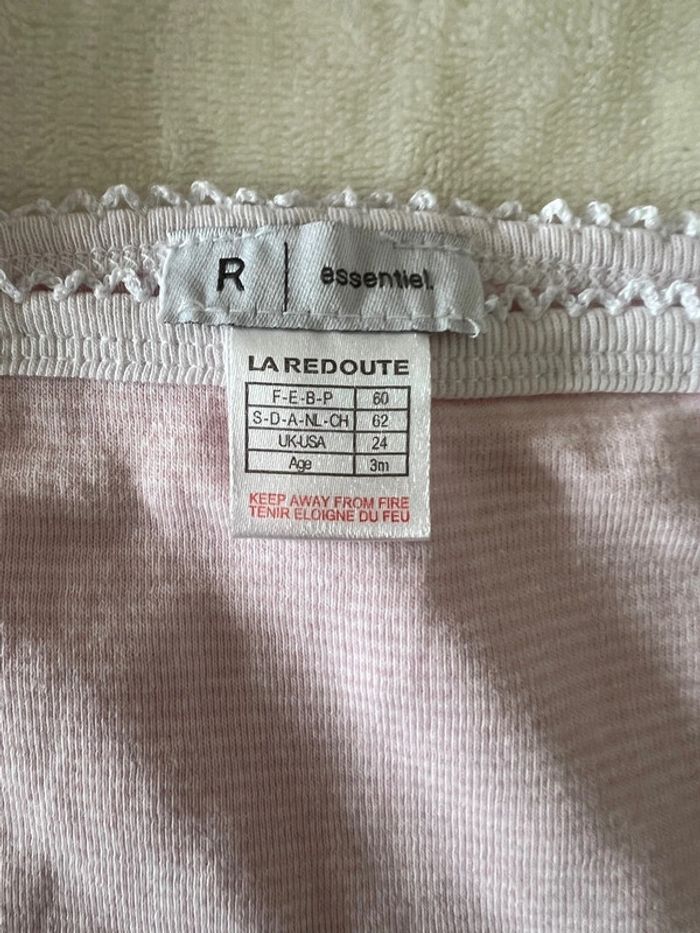 R | essentiel.
LA REDOUTE
F-E-B-P 60
S-D-A-NL-CH 62
UK-USA 24
Age 3m
KEEP AWAY FROM FIRE
TENIR ELOIGNE DU FEU